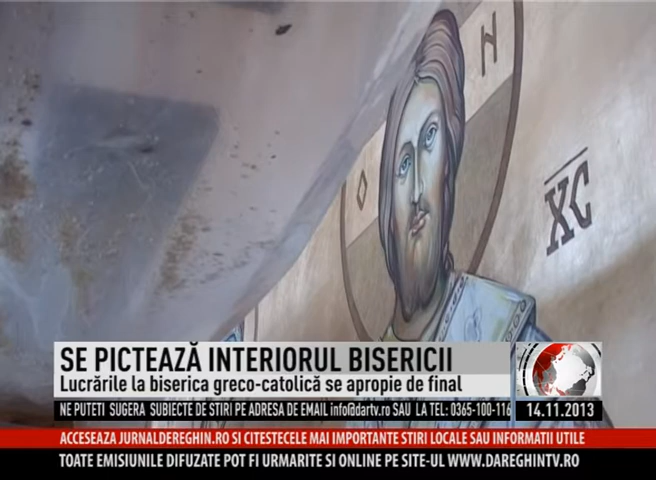 Ο
Η
XC
SE PICTEAZĂ INTERIORUL BISERICII
Lucrările la biserica greco-catolică se apropie de final
NE PUTETI SUGERA SUBIECTE DE STIRI PE ADRESA DE EMAIL info@dartv.ro SAU LA TEL: 0365-100-116
14.11.2013
ACCESEAZA JURNALDEREGHIN.RO SI CITESTECELE MAI IMPORTANTE STIRI LOCALE SAU INFORMATII UTILE
TOATE EMISIUNILE DIFUZATE POT FI URMARITE SI ONLINE PE SITE-UL WWW.DAREGHINTV.RO